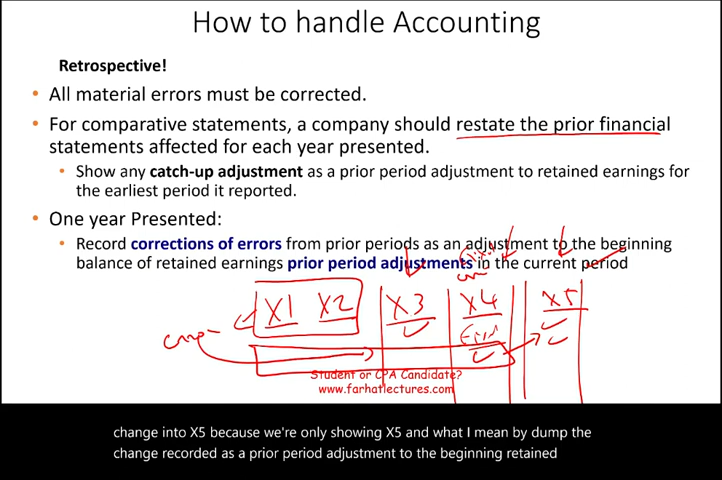 How to handle Accounting
Retrospective!
• All material errors must be corrected.
• For comparative statements, a company should restate the prior financial
statements affected for each year presented.
• Show any catch-up adjustment as a prior period adjustment to retained earnings for
the earliest period it reported.
• One year Presented:
• Record corrections of errors from prior periods as an adjustment to the beginning
balance of retained earnings prior period adjustments in the current period
X1 X2 X3 X4 X5
Student or CPA Candidate?
www.farhatlectures.com
change into X5 because we're only showing X5 and what I mean by dump the
change recorded as a prior period adjustment to the beginning retained